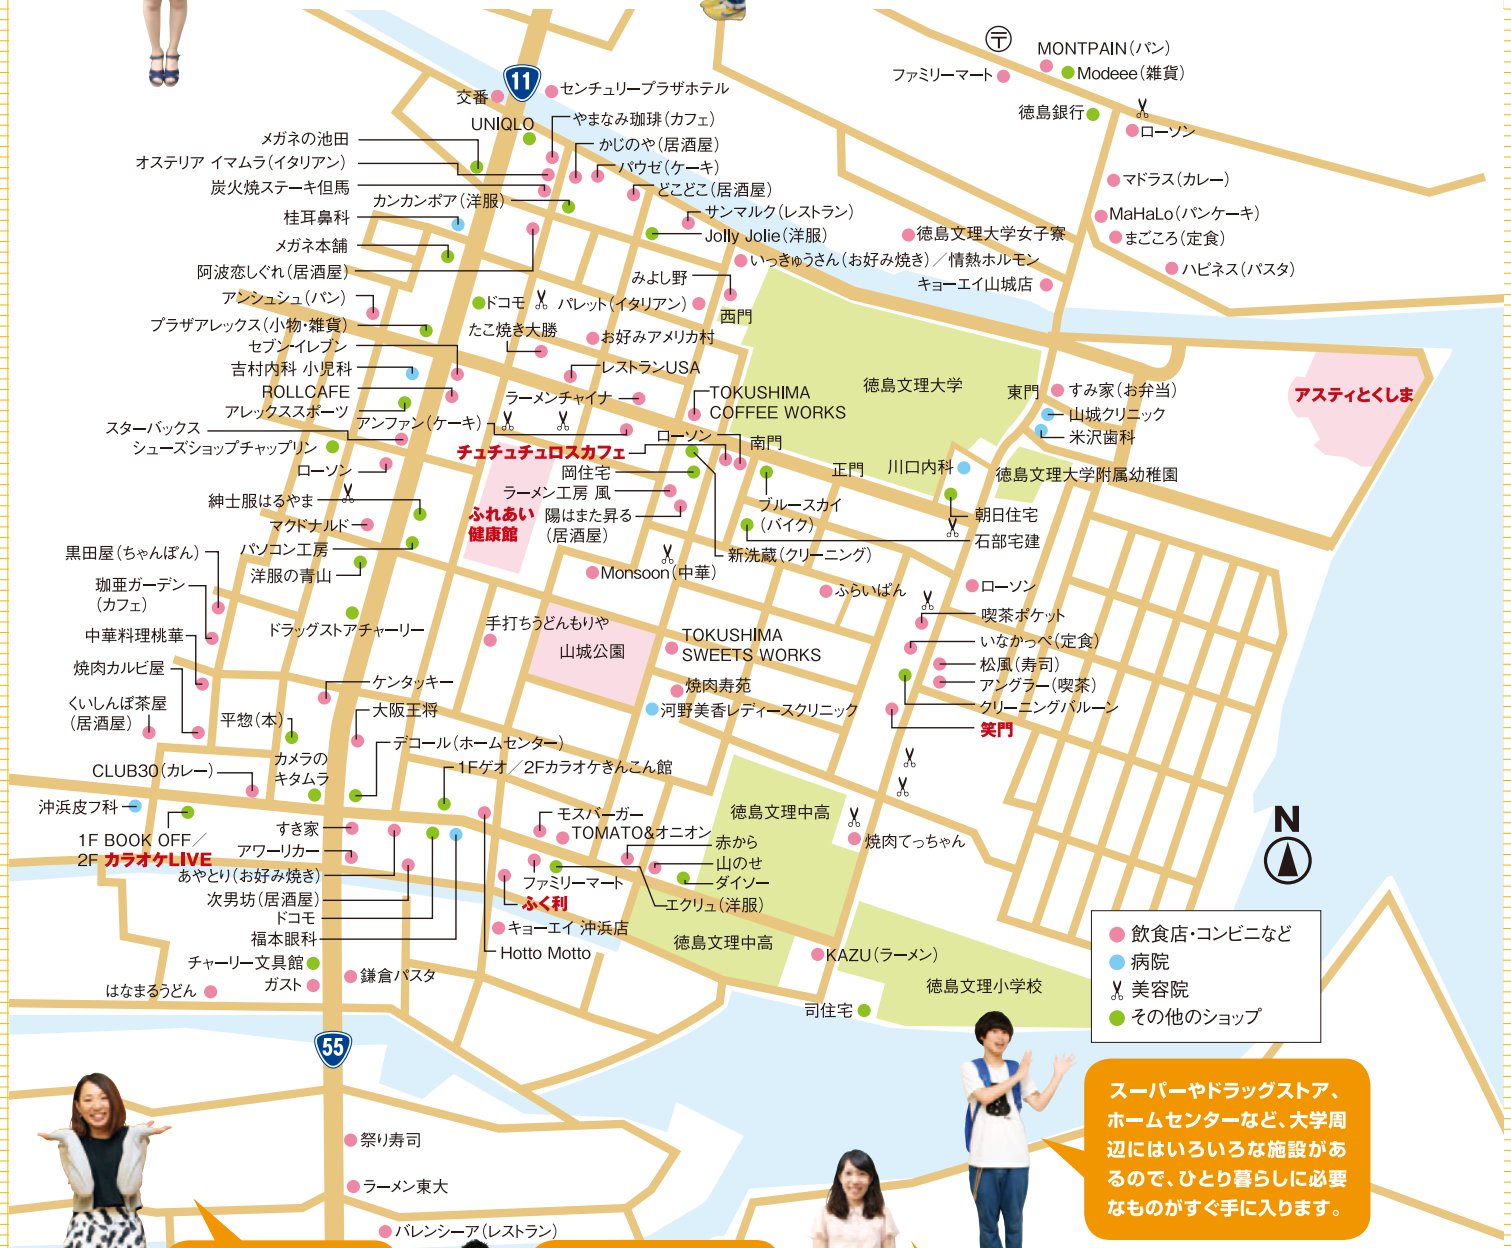 〒
MONTPAIN（パン）
ファミリーマート
Modeee（雑貨）
徳島銀行
ローソン
マドラス（カレー）
MaHaLo（パンケーキ）
まごころ（定食）
ハピネス（パスタ）
徳島文理大学女子寮
キョーエイ山城店
11
交番
センチュリープラザホテル
UNIQLO
やまなみ珈琲（カフェ）
メガネの池田
かじのや（居酒屋）
オステリア イマムラ（イタリアン）
パウゼ（ケーキ）
炭火焼ステーキ但馬
どこどこ（居酒屋）
カンカンポア（洋服）
サンマルク（レストラン）
桂耳鼻科
Jolly Jolie（洋服）
メガネ本舗
いっきゅうさん（お好み焼き）／情熱ホルモン
阿波恋しぐれ（居酒屋）
みよし野
アンシュシュ（パン）
ドコモ
パレット（イタリアン）
西門
プラザアレックス（小物・雑貨）
たこ焼き大勝
お好みアメリカ村
セブン-イレブン
吉村内科 小児科
レストランUSA
徳島文理大学
東門
すみ家（お弁当）
アスティとくしま
ROLLCAFE
ラーメンチャイナ
TOKUSHIMA
COFFEE WORKS
アレックススポーツ
山城クリニック
スターバックス
アンファン（ケーキ）
米沢歯科
シューズショップチャップリン
チュチュチュロスカフェ
ローソン
南門
ローソン
岡住宅
正門
川口内科
徳島文理大学附属幼稚園
紳士服はるやま
ラーメン工房 風
ふれあい
健康館
陽はまた昇る
（居酒屋）
ブルースカイ
（バイク）
朝日住宅
マクドナルド
石部宅建
パソコン工房
新洗蔵（クリーニング）
黒田屋（ちゃんぽん）
洋服の青山
Monsoon（中華）
ふらいぱん
ローソン
珈亜ガーデン
（カフェ）
喫茶ポケット
ドラッグストアチャーリー
手打ちうどんもりや
TOKUSHIMA
SWEETS WORKS
いなかっぺ（定食）
中華料理桃華
山城公園
松風（寿司）
焼肉カルビ屋
ケンタッキー
焼肉寿苑
アングラー（喫茶）
くいしんぼ茶屋
（居酒屋）
平惣（本）
大阪王将
河野美香レディースクリニック
クリーニングバルーン
笑門
デコール（ホームセンター）
カメラの
キタムラ
1Fゲオ／2Fカラオケきんこん館
CLUB30（カレー）
沖浜皮フ科
モスバーガー
徳島文理中高
N
1F BOOK OFF／
2F カラオケLIVE
すき家
TOMATO&オニオン
赤から
焼肉てっちゃん
アワーリカー
山のせ
あやとり（お好み焼き）
ファミリーマート
ダイソー
次男坊（居酒屋）
ふく利
エクリュ（洋服）
ドコモ
キョーエイ 沖浜店
福本眼科
Hotto Motto
徳島文理中高
KAZU（ラーメン）
チャーリー文具館
ガスト
鎌倉パスタ
はなまるうどん
徳島文理小学校
司住宅
飲食店・コンビニなど
病院
美容院
その他のショップ
55
祭り寿司
ラーメン東大
バレンシーア（レストラン）
スーパーやドラッグストア、
ホームセンターなど、大学周
辺にはいろいろな施設があ
るので、ひとり暮らしに必要
なものがすぐ手に入ります。